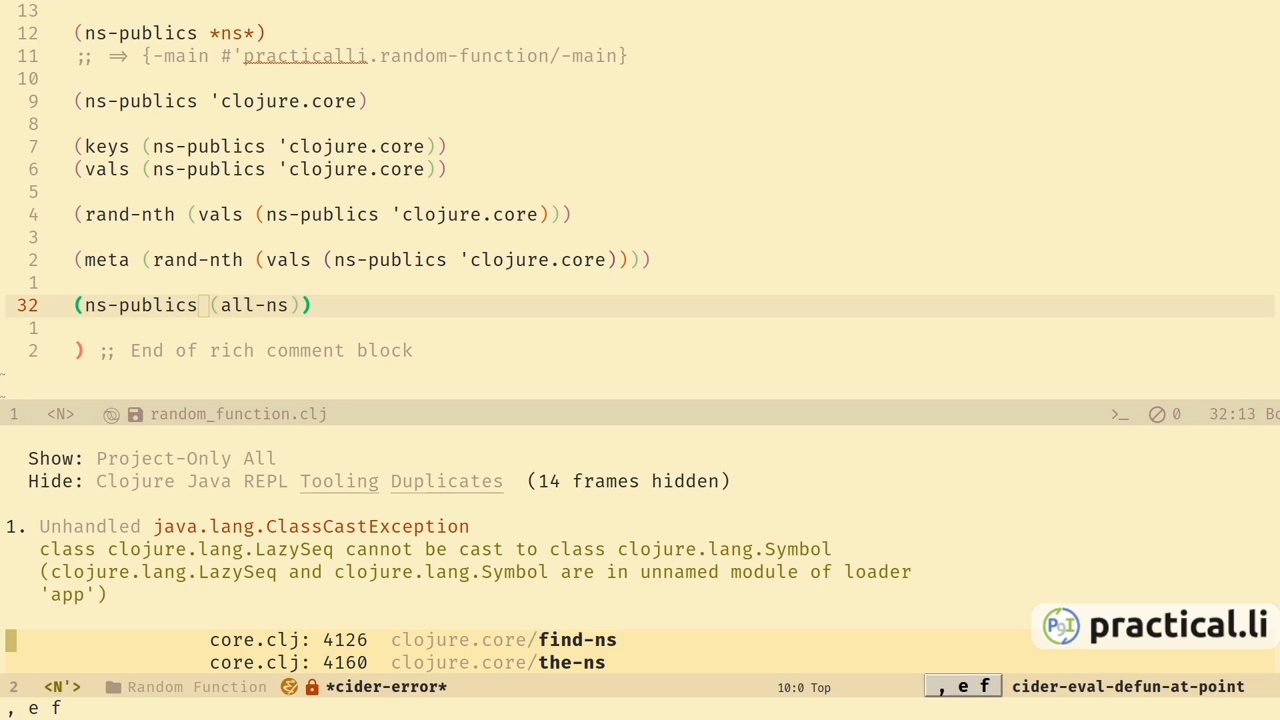 13
12 (ns-publics *ns*)
11 ;; => {-main #'practicalli.random-function/-main}
10
9 (ns-publics 'clojure.core)
8
7 (keys (ns-publics 'clojure.core))
6 (vals (ns-publics 'clojure.core))
5
4 (rand-nth (vals (ns-publics 'clojure.core)))
3
2 (meta (rand-nth (vals (ns-publics 'clojure.core))))
1
32 (ns-publics (all-ns))
1
2 ) ;; End of rich comment block
~
~
1 <N> random_function.clj >_ 0 32:13 Bo
Show: Project-Only All
Hide: Clojure Java REPL Tooling Duplicates (14 frames hidden)
1. Unhandled java.lang.ClassCastException
class clojure.lang.LazySeq cannot be cast to class clojure.lang.Symbol
(clojure.lang.LazySeq and clojure.lang.Symbol are in unnamed module of loader
'app')
core.clj: 4126 clojure.core/find-ns
core.clj: 4160 clojure.core/the-ns
practical.li
2 <N'> Random Function *cider-error* 10:0 Top , e f cider-eval-defun-at-point
, e f